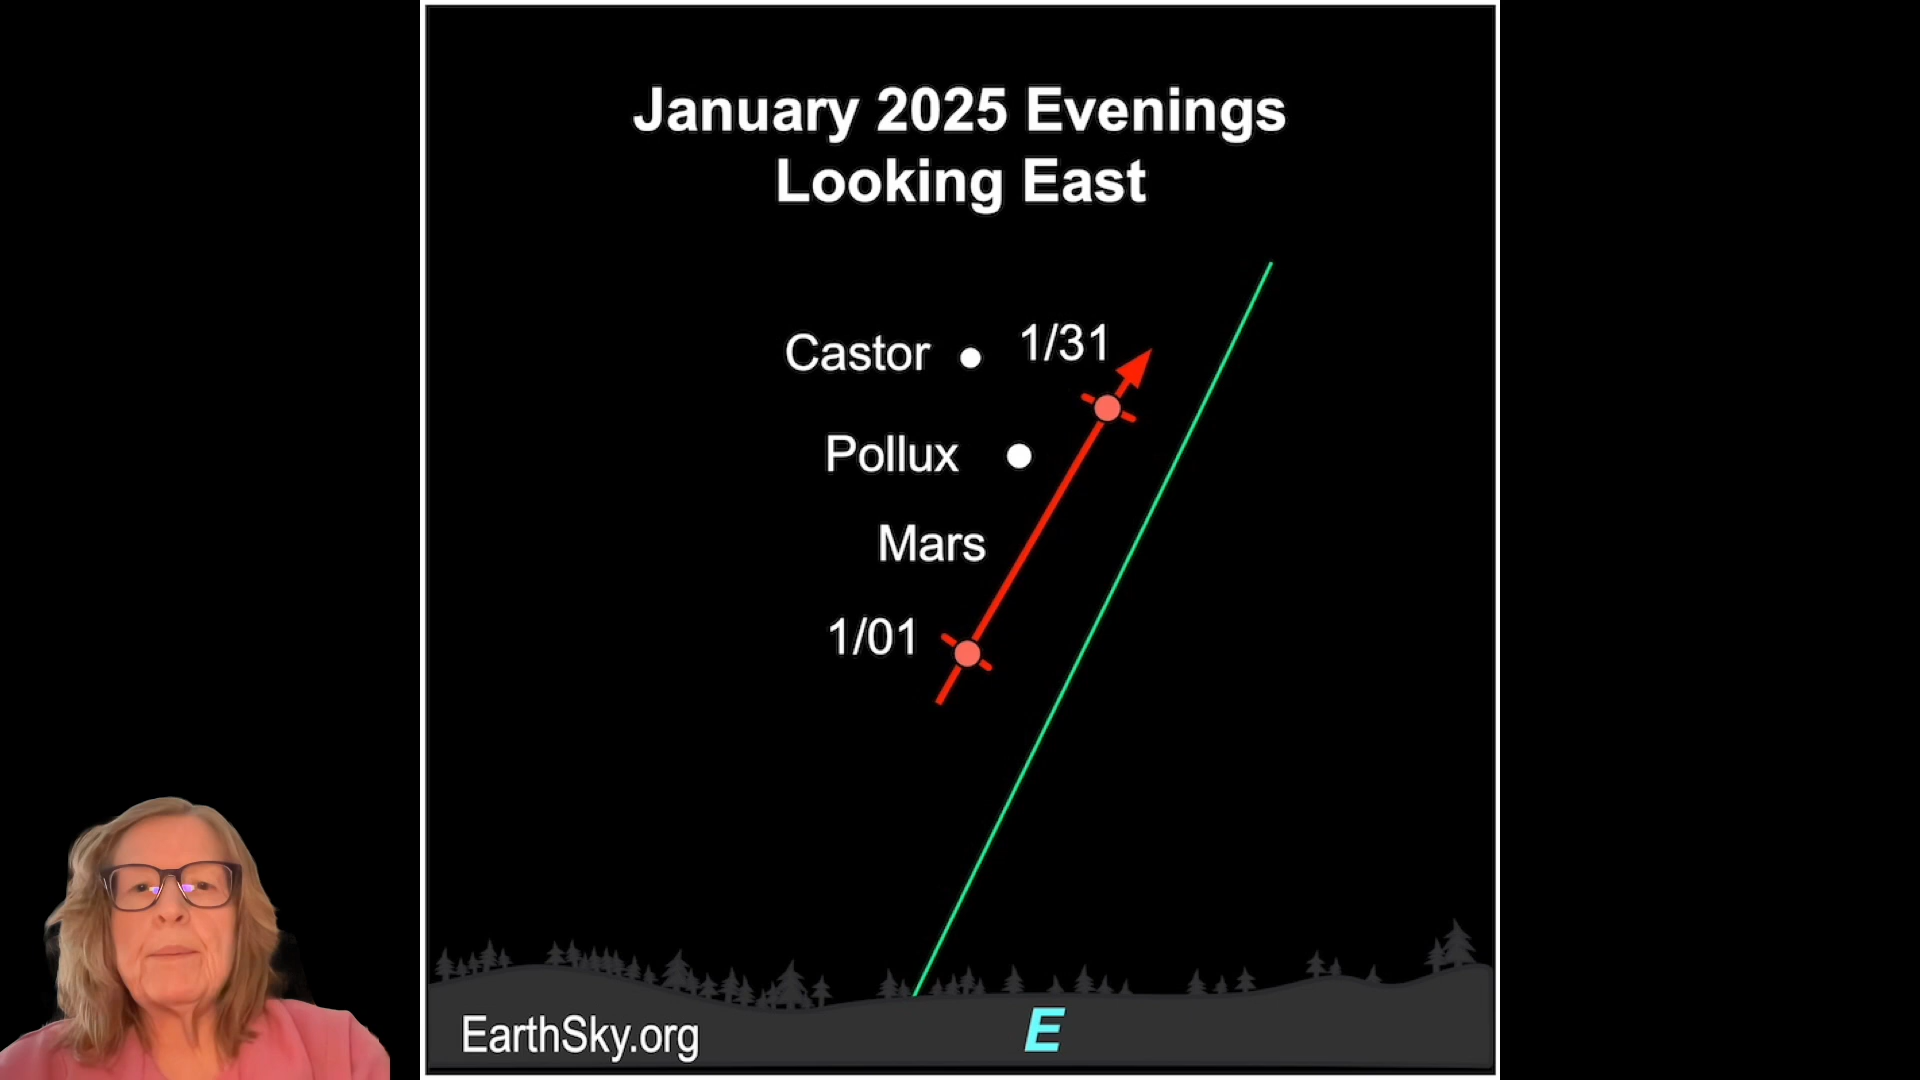 January 2025 Evenings
Looking East
Castor
1/31
Pollux
Mars
1/01
EarthSky.org
E